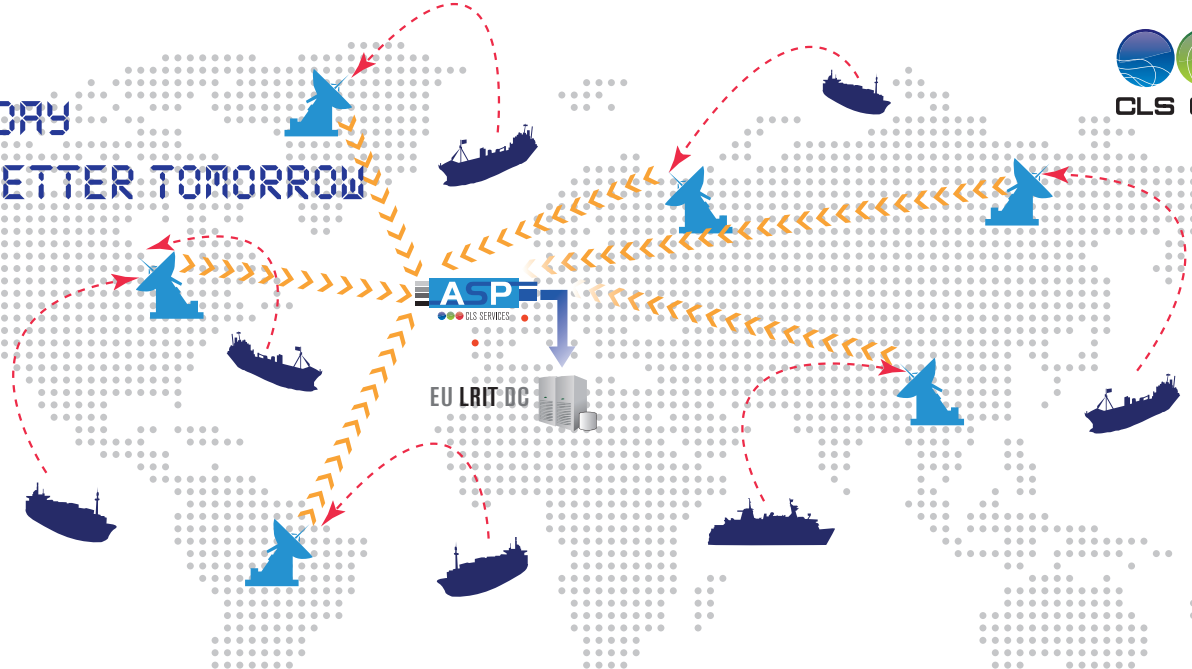 DAY
ETTER TOMORROW
CLS
ASP
CLS SERVICES
EU LRIT DC